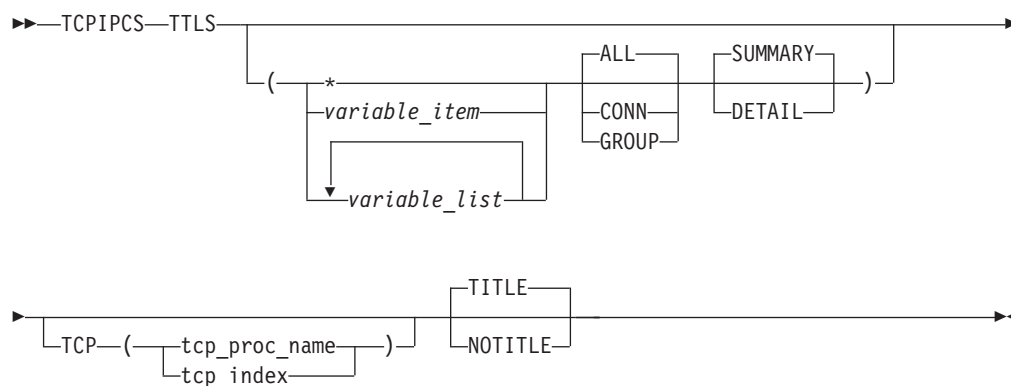 TCPIPCS TTLS
ALL SUMMARY
( * )
variable_item CONN DETAIL
GROUP
variable_list
TITLE
TCP ( tcp_proc_name ) NOTITLE
tcp_index